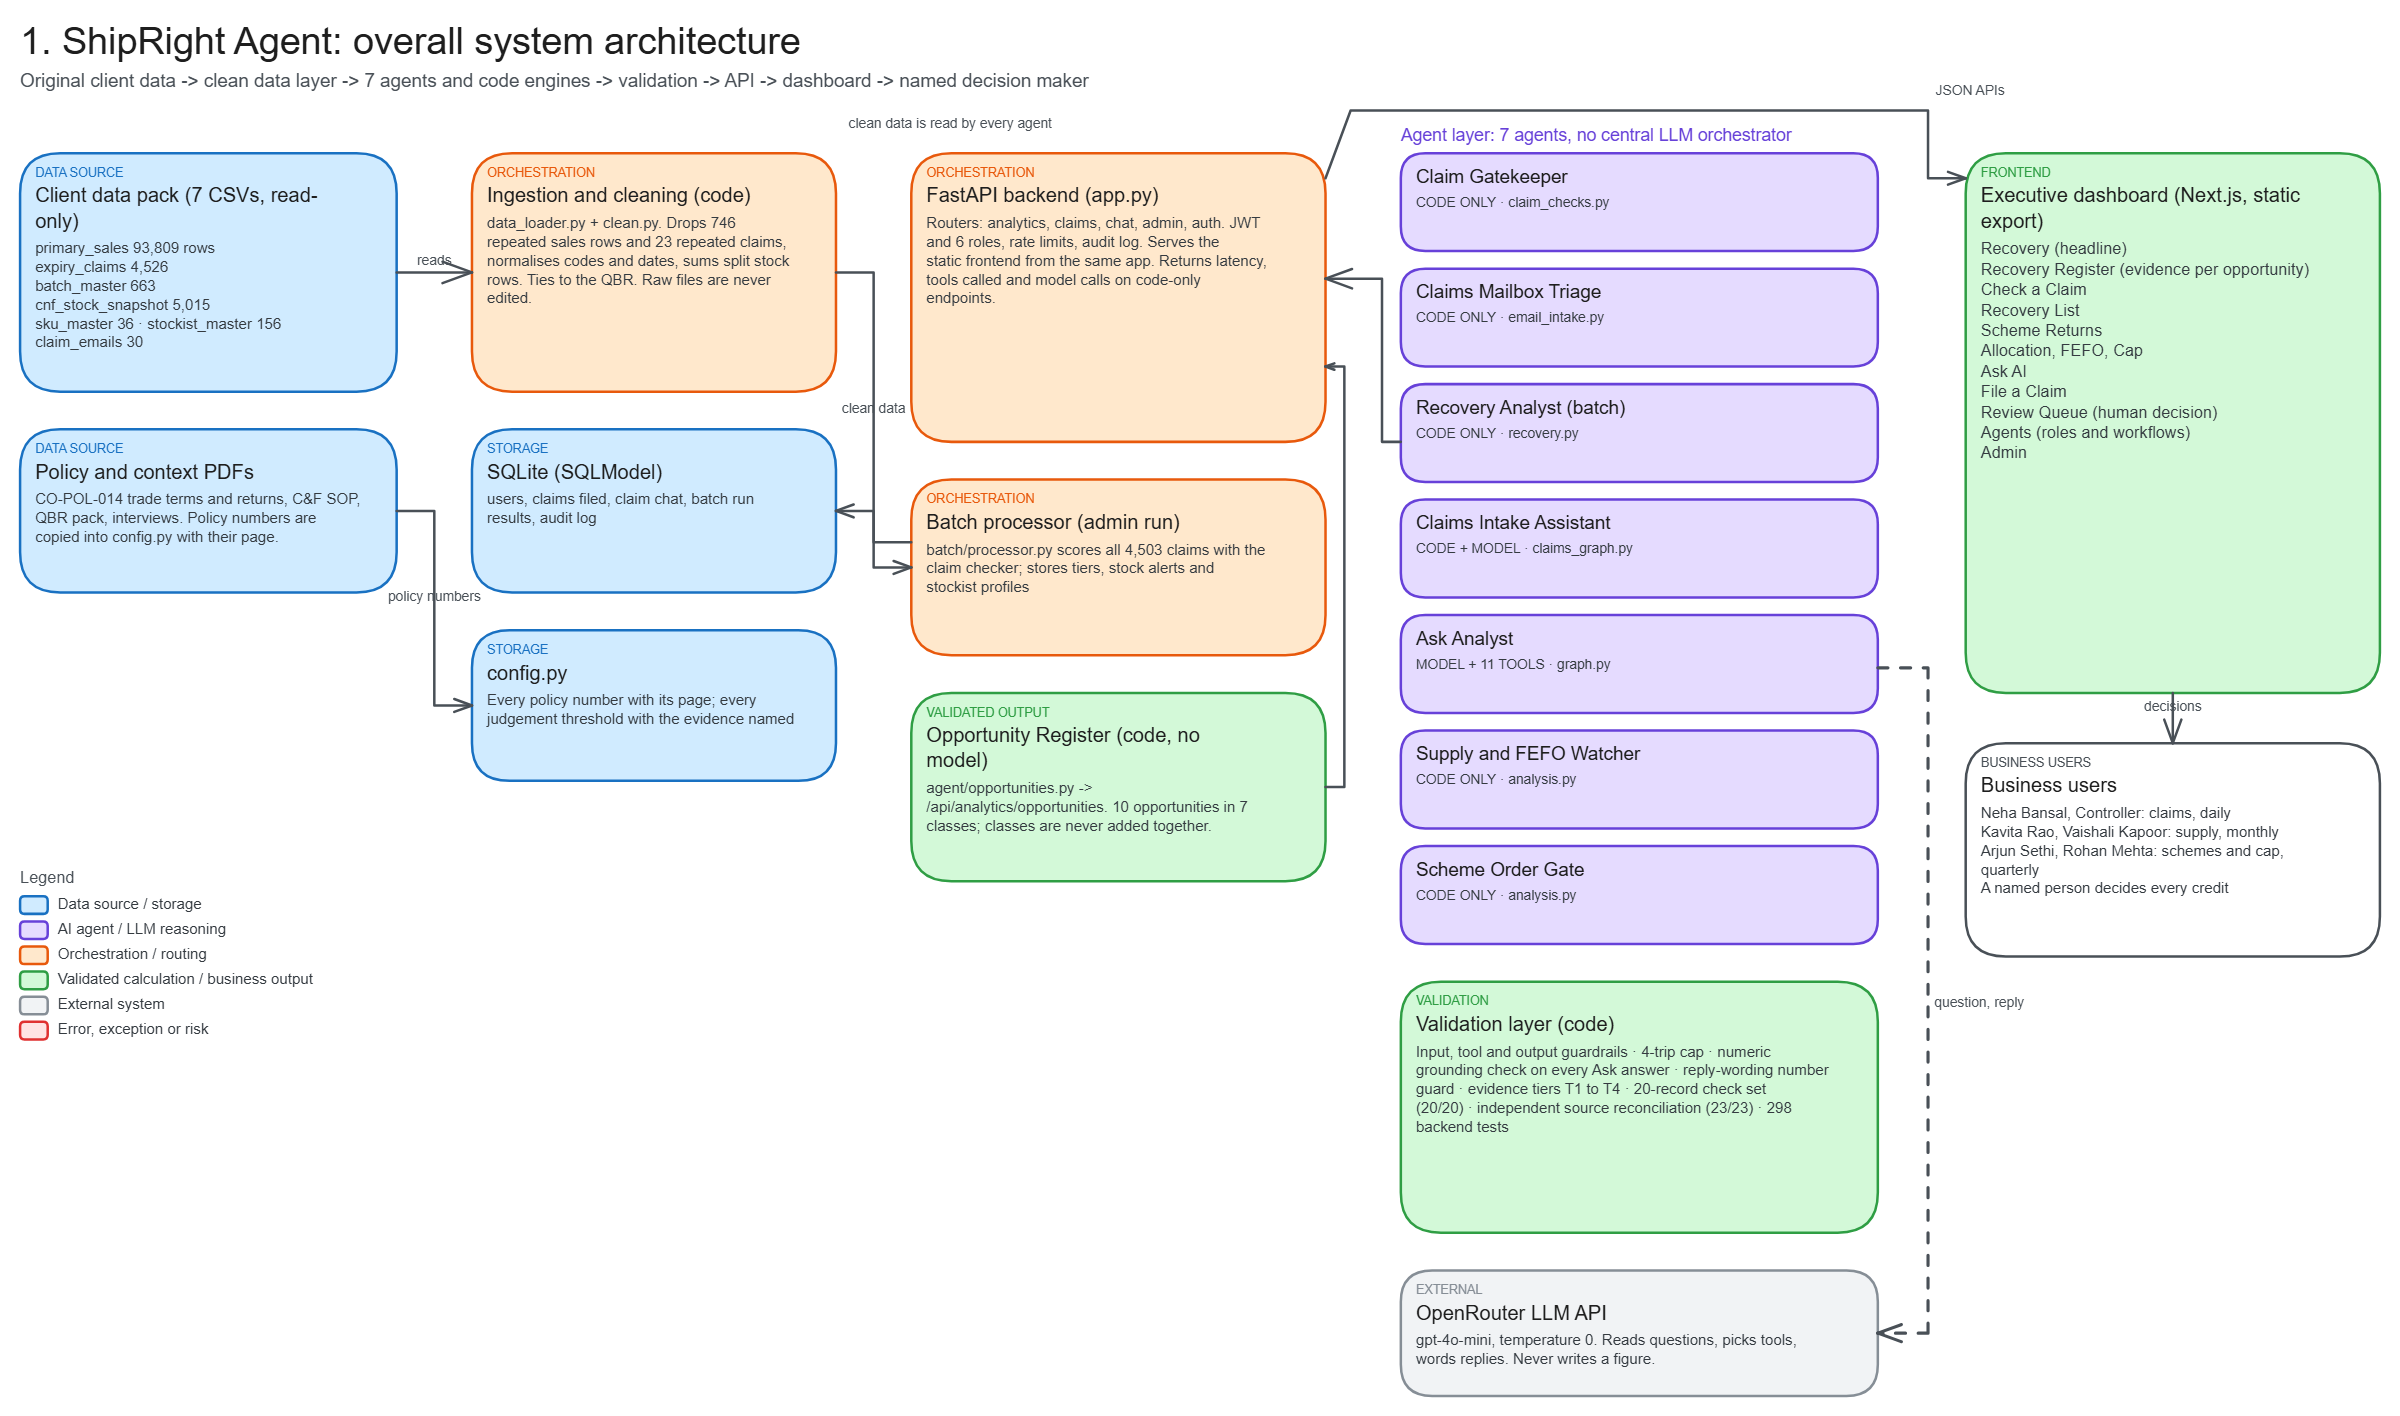 1. ShipRight Agent: overall system architecture
Original client data -> clean data layer -> 7 agents and code engines -> validation -> API -> dashboard -> named decision maker
JSON APIs
clean data is read by every agent
DATA SOURCE
Client data pack (7 CSVs, read-
only)
primary_sales 93,809 rows
expiry_claims 4,526
batch_master 663
cnf_stock_snapshot 5,015
sku_master 36 · stockist_master 156
claim_emails 30
reads
ORCHESTRATION
Ingestion and cleaning (code)
data_loader.py + clean.py. Drops 746
repeated sales rows and 23 repeated claims,
normalises codes and dates, sums split stock
rows. Ties to the QBR. Raw files are never
edited.
clean data
ORCHESTRATION
FastAPI backend (app.py)
Routers: analytics, claims, chat, admin, auth. JWT
and 6 roles, rate limits, audit log. Serves the
static frontend from the same app. Returns latency,
tools called and model calls on code-only
endpoints.
DATA SOURCE
Policy and context PDFs
CO-POL-014 trade terms and returns, C&F SOP,
QBR pack, interviews. Policy numbers are
copied into config.py with their page.
policy numbers
STORAGE
SQLite (SQLModel)
users, claims filed, claim chat, batch run
results, audit log
STORAGE
config.py
Every policy number with its page; every
judgement threshold with the evidence named
ORCHESTRATION
Batch processor (admin run)
batch/processor.py scores all 4,503 claims with the
claim checker; stores tiers, stock alerts and
stockist profiles
VALIDATED OUTPUT
Opportunity Register (code, no
model)
agent/opportunities.py ->
/api/analytics/opportunities. 10 opportunities in 7
classes; classes are never added together.
Agent layer: 7 agents, no central LLM orchestrator
Claim Gatekeeper
CODE ONLY · claim_checks.py
Claims Mailbox Triage
CODE ONLY · email_intake.py
Recovery Analyst (batch)
CODE ONLY · recovery.py
Claims Intake Assistant
CODE + MODEL · claims_graph.py
Ask Analyst
MODEL + 11 TOOLS · graph.py
Supply and FEFO Watcher
CODE ONLY · analysis.py
Scheme Order Gate
CODE ONLY · analysis.py
VALIDATION
Validation layer (code)
Input, tool and output guardrails · 4-trip cap · numeric
grounding check on every Ask answer · reply-wording number
guard · evidence tiers T1 to T4 · 20-record check set
(20/20) · independent source reconciliation (23/23) · 298
backend tests
EXTERNAL
OpenRouter LLM API
gpt-4o-mini, temperature 0. Reads questions, picks tools,
words replies. Never writes a figure.
question, reply
FRONTEND
Executive dashboard (Next.js, static
export)
Recovery (headline)
Recovery Register (evidence per opportunity)
Check a Claim
Recovery List
Scheme Returns
Allocation, FEFO, Cap
Ask AI
File a Claim
Review Queue (human decision)
Agents (roles and workflows)
Admin
decisions
BUSINESS USERS
Business users
Neha Bansal, Controller: claims, daily
Kavita Rao, Vaishali Kapoor: supply, monthly
Arjun Sethi, Rohan Mehta: schemes and cap,
quarterly
A named person decides every credit
Legend
Data source / storage
AI agent / LLM reasoning
Orchestration / routing
Validated calculation / business output
External system
Error, exception or risk